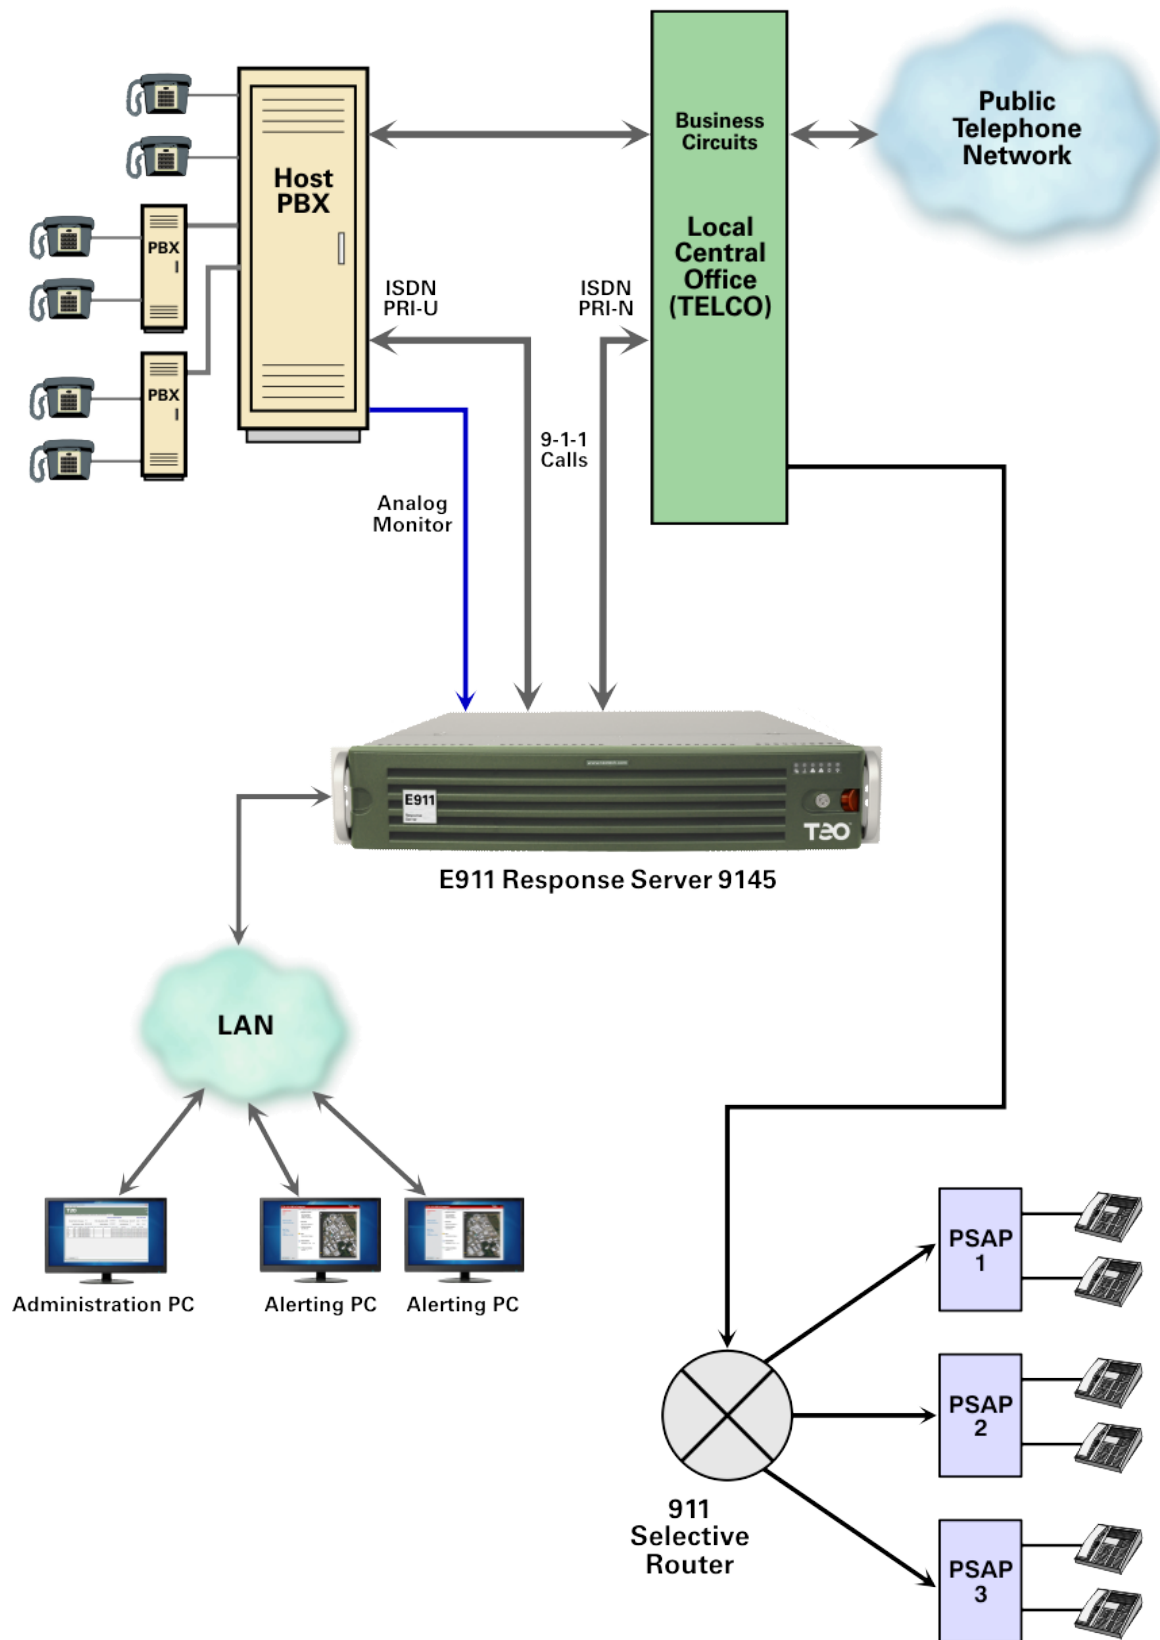 Public
Telephone
Network
Business
Circuits
Host
PBX
Local
Central
Office
(TELCO)
PBX
PBX
ISDN
PRI-U
ISDN
PRI-N
9-1-1
Calls
Analog
Monitor
E911
Response
Server
TEO
E911 Response Server 9145
LAN
Administration PC
Alerting PC
Alerting PC
PSAP
1
PSAP
2
PSAP
3
911
Selective
Router